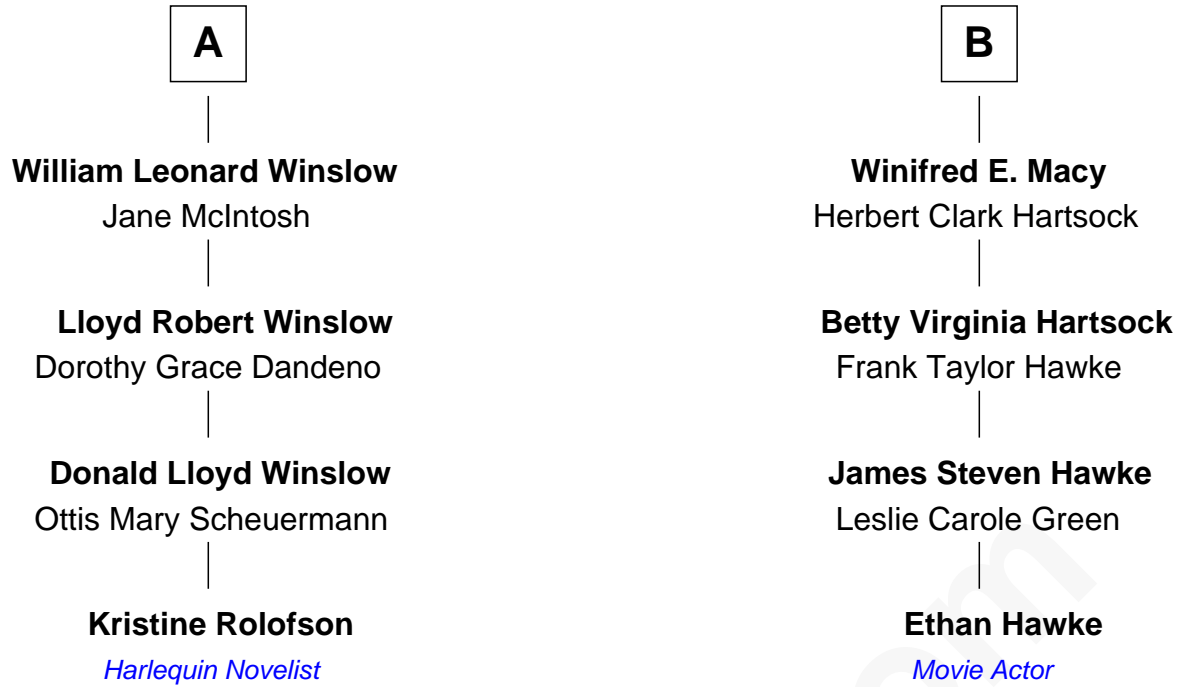 A
William Leonard Winslow
Jane McIntosh
Lloyd Robert Winslow
Dorothy Grace Dandeno
Donald Lloyd Winslow
Ottis Mary Scheuermann
Kristine Rolofson
Harlequin Novelist
B
Winifred E. Macy
Herbert Clark Hartsock
Betty Virginia Hartsock
Frank Taylor Hawke
James Steven Hawke
Leslie Carole Green
Ethan Hawke
Movie Actor